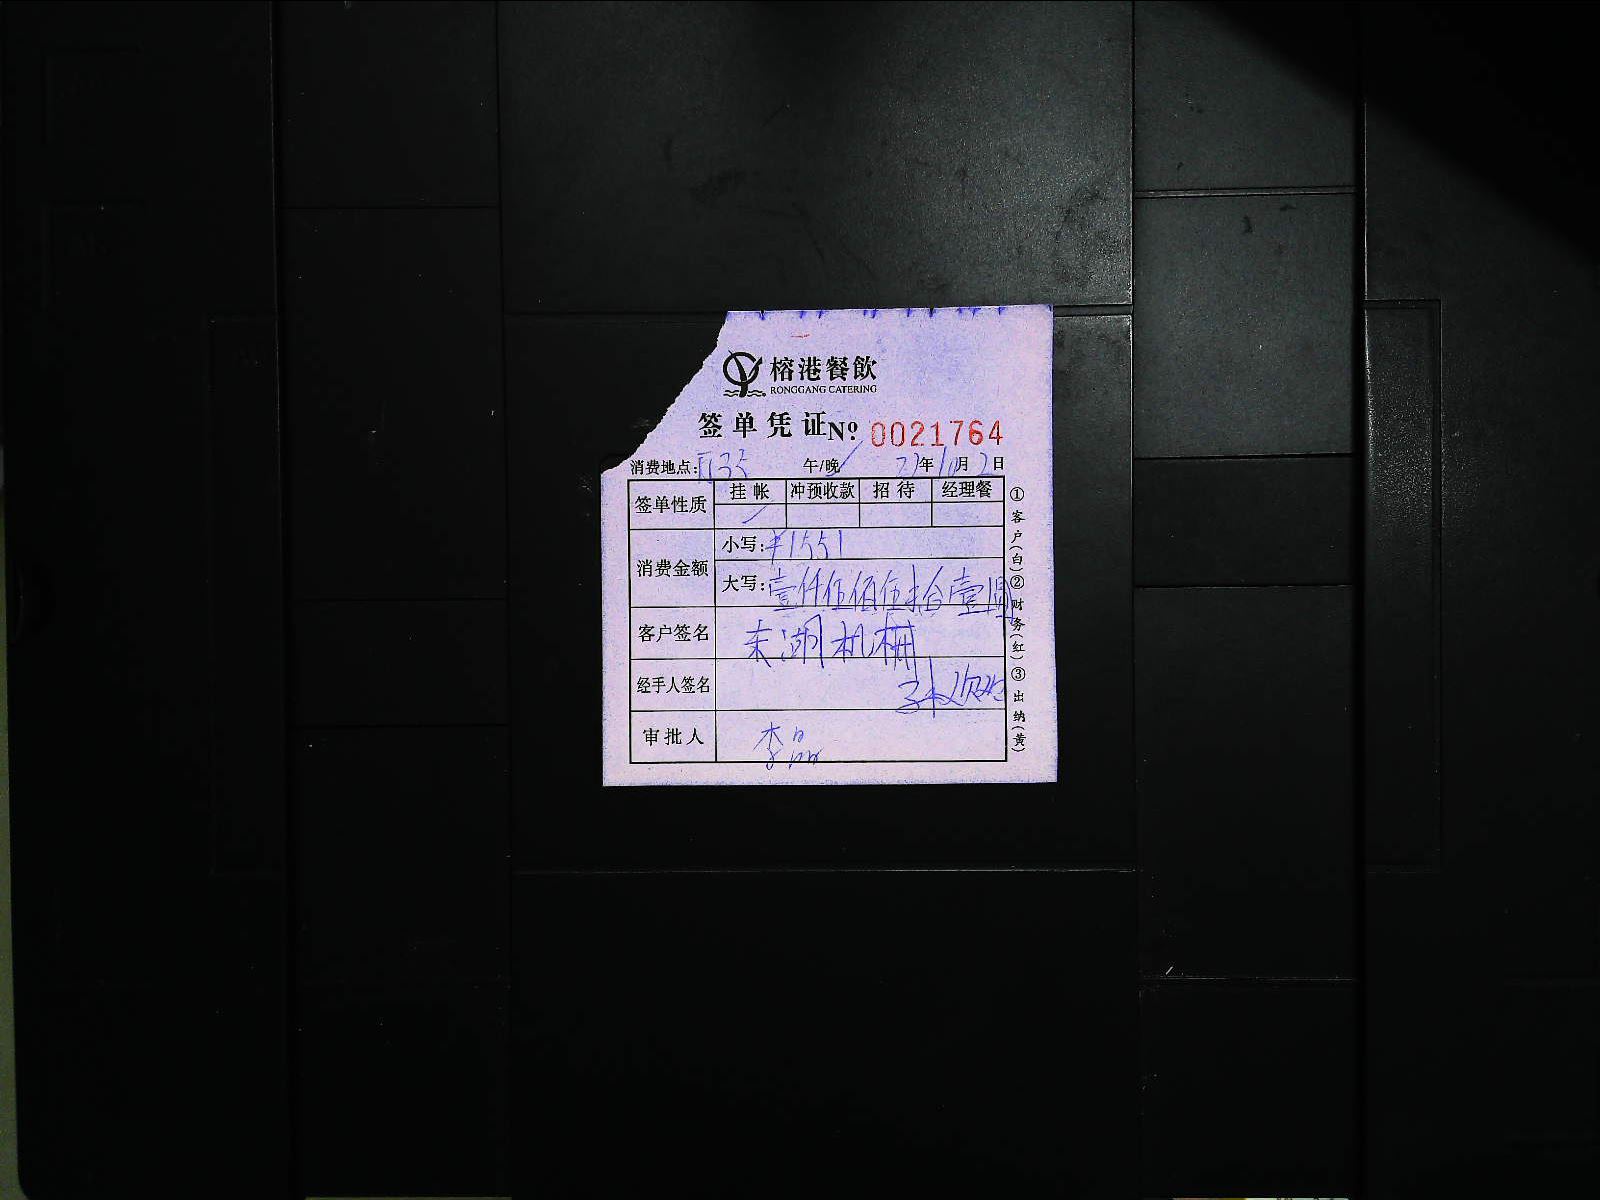 榕港餐飲
RONGGANG CATERING
签单凭证 Nº 0021764
消费地点: 午/晚 年10月2日
签单性质 挂帐 冲预收款 招待 经理餐
消费金额 小写:¥1551
大写:壹仟伍佰伍拾壹圆
客户签名 东湖机械
经手人签名
审批人 李
①客户(白)②财务(红)③出纳(黄)